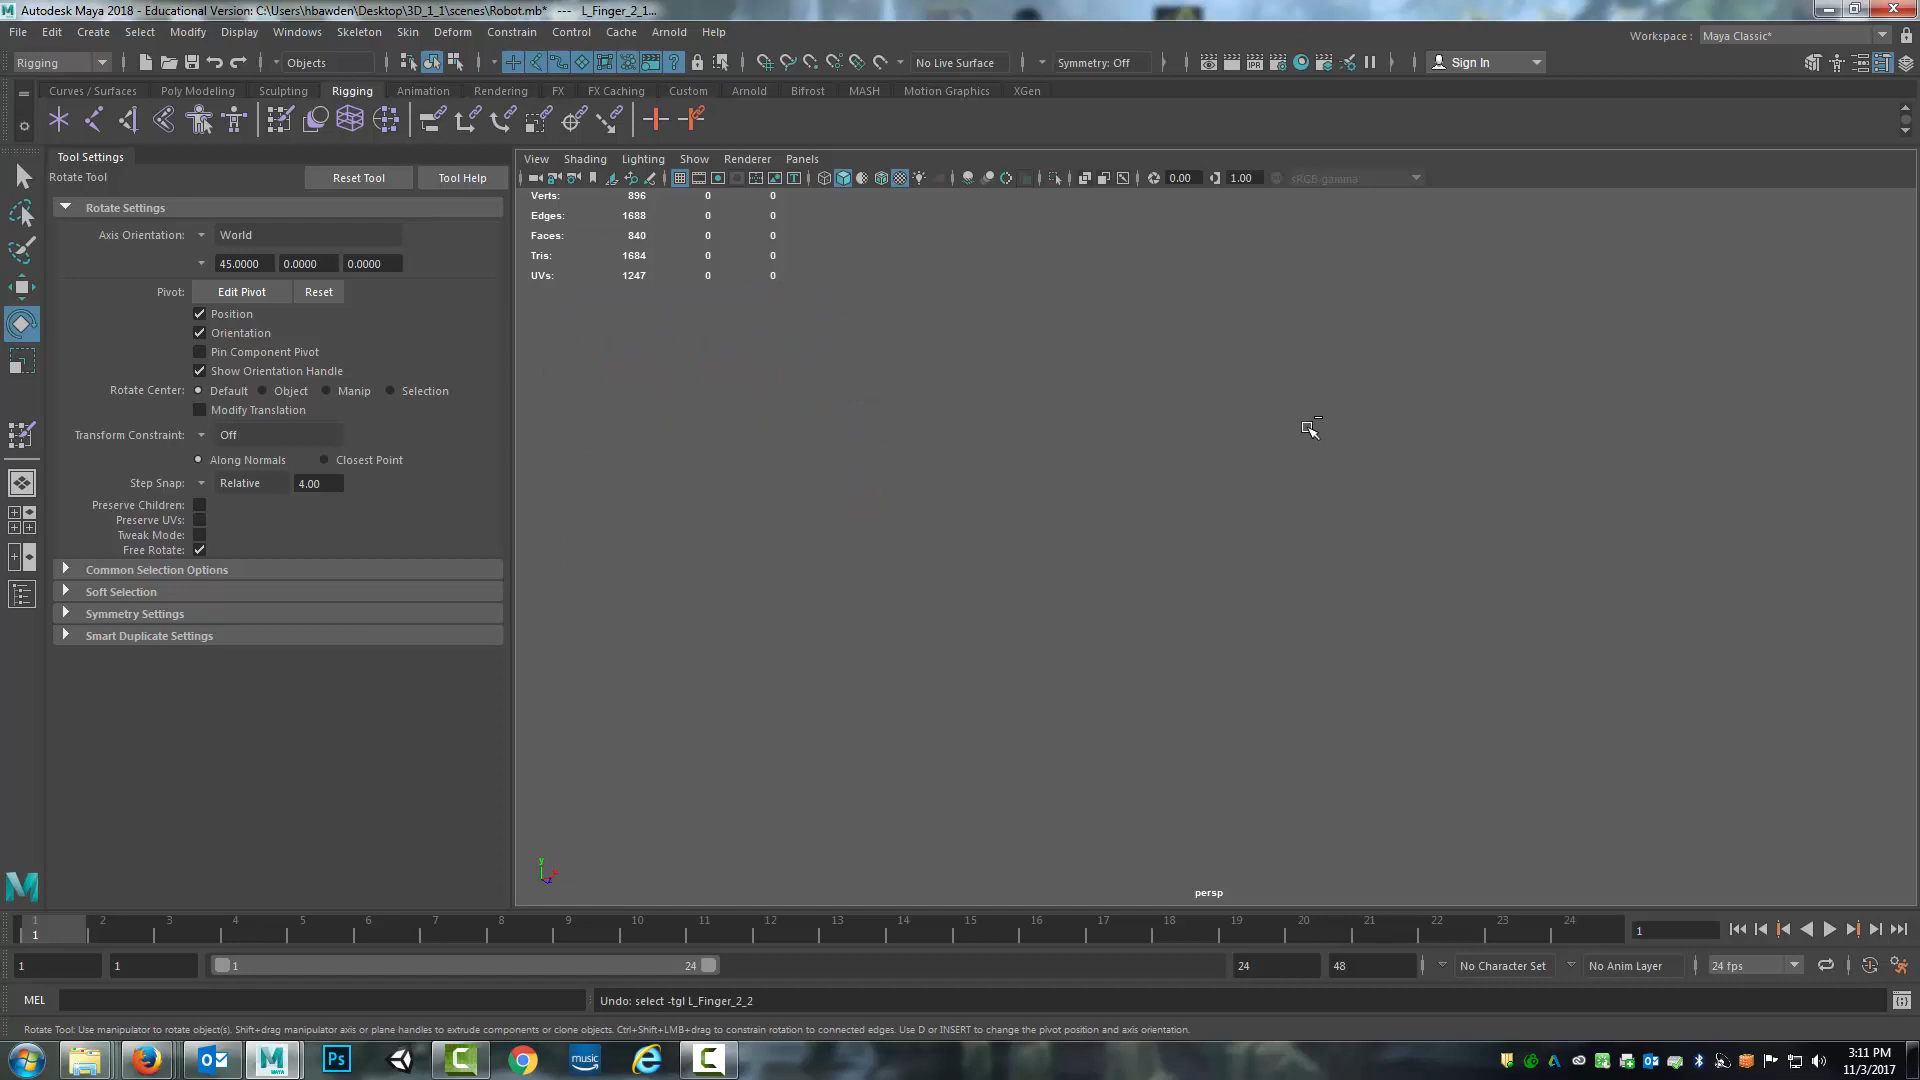 Autodesk Maya 2018 - Educational Version: C:\Users\hbawden\Desktop\3D_1_1\scenes\Robot.mb*   ---   L_Finger_2_1...
File Edit Create Select Modify Display Windows Skeleton Skin Deform Constrain Control Cache Arnold Help
Workspace : Maya Classic*
Rigging Objects No Live Surface Symmetry: Off Sign In
Curves / Surfaces Poly Modeling Sculpting Rigging Animation Rendering FX FX Caching Custom Arnold Bifrost MASH Motion Graphics XGen
Tool Settings
Rotate Tool Reset Tool Tool Help
Rotate Settings
Axis Orientation: World
45.0000 0.0000 0.0000
Pivot: Edit Pivot Reset
Position
Orientation
Pin Component Pivot
Show Orientation Handle
Rotate Center: Default Object Manip Selection
Modify Translation
Transform Constraint: Off
Along Normals Closest Point
Step Snap: Relative 4.00
Preserve Children:
Preserve UVs:
Tweak Mode:
Free Rotate:
Common Selection Options
Soft Selection
Symmetry Settings
Smart Duplicate Settings
View Shading Lighting Show Renderer Panels
0.00 1.00 sRGB gamma
Verts: 896 0 0
Edges: 1688 0 0
Faces: 840 0 0
Tris: 1684 0 0
UVs: 1247 0 0
y
persp
1 2 3 4 5 6 7 8 9 10 11 12 13 14 15 16 17 18 19 20 21 22 23 24
1 1
1 1 1 24 24 48 No Character Set No Anim Layer 24 fps
MEL Undo: select -tgl L_Finger_2_2
Rotate Tool: Use manipulator to rotate object(s). Shift+drag manipulator axis or plane handles to extrude components or clone objects. Ctrl+Shift+LMB+drag to constrain rotation to connected edges. Use D or INSERT to change the pivot position and axis orientation.
Ps music
3:11 PM
11/3/2017